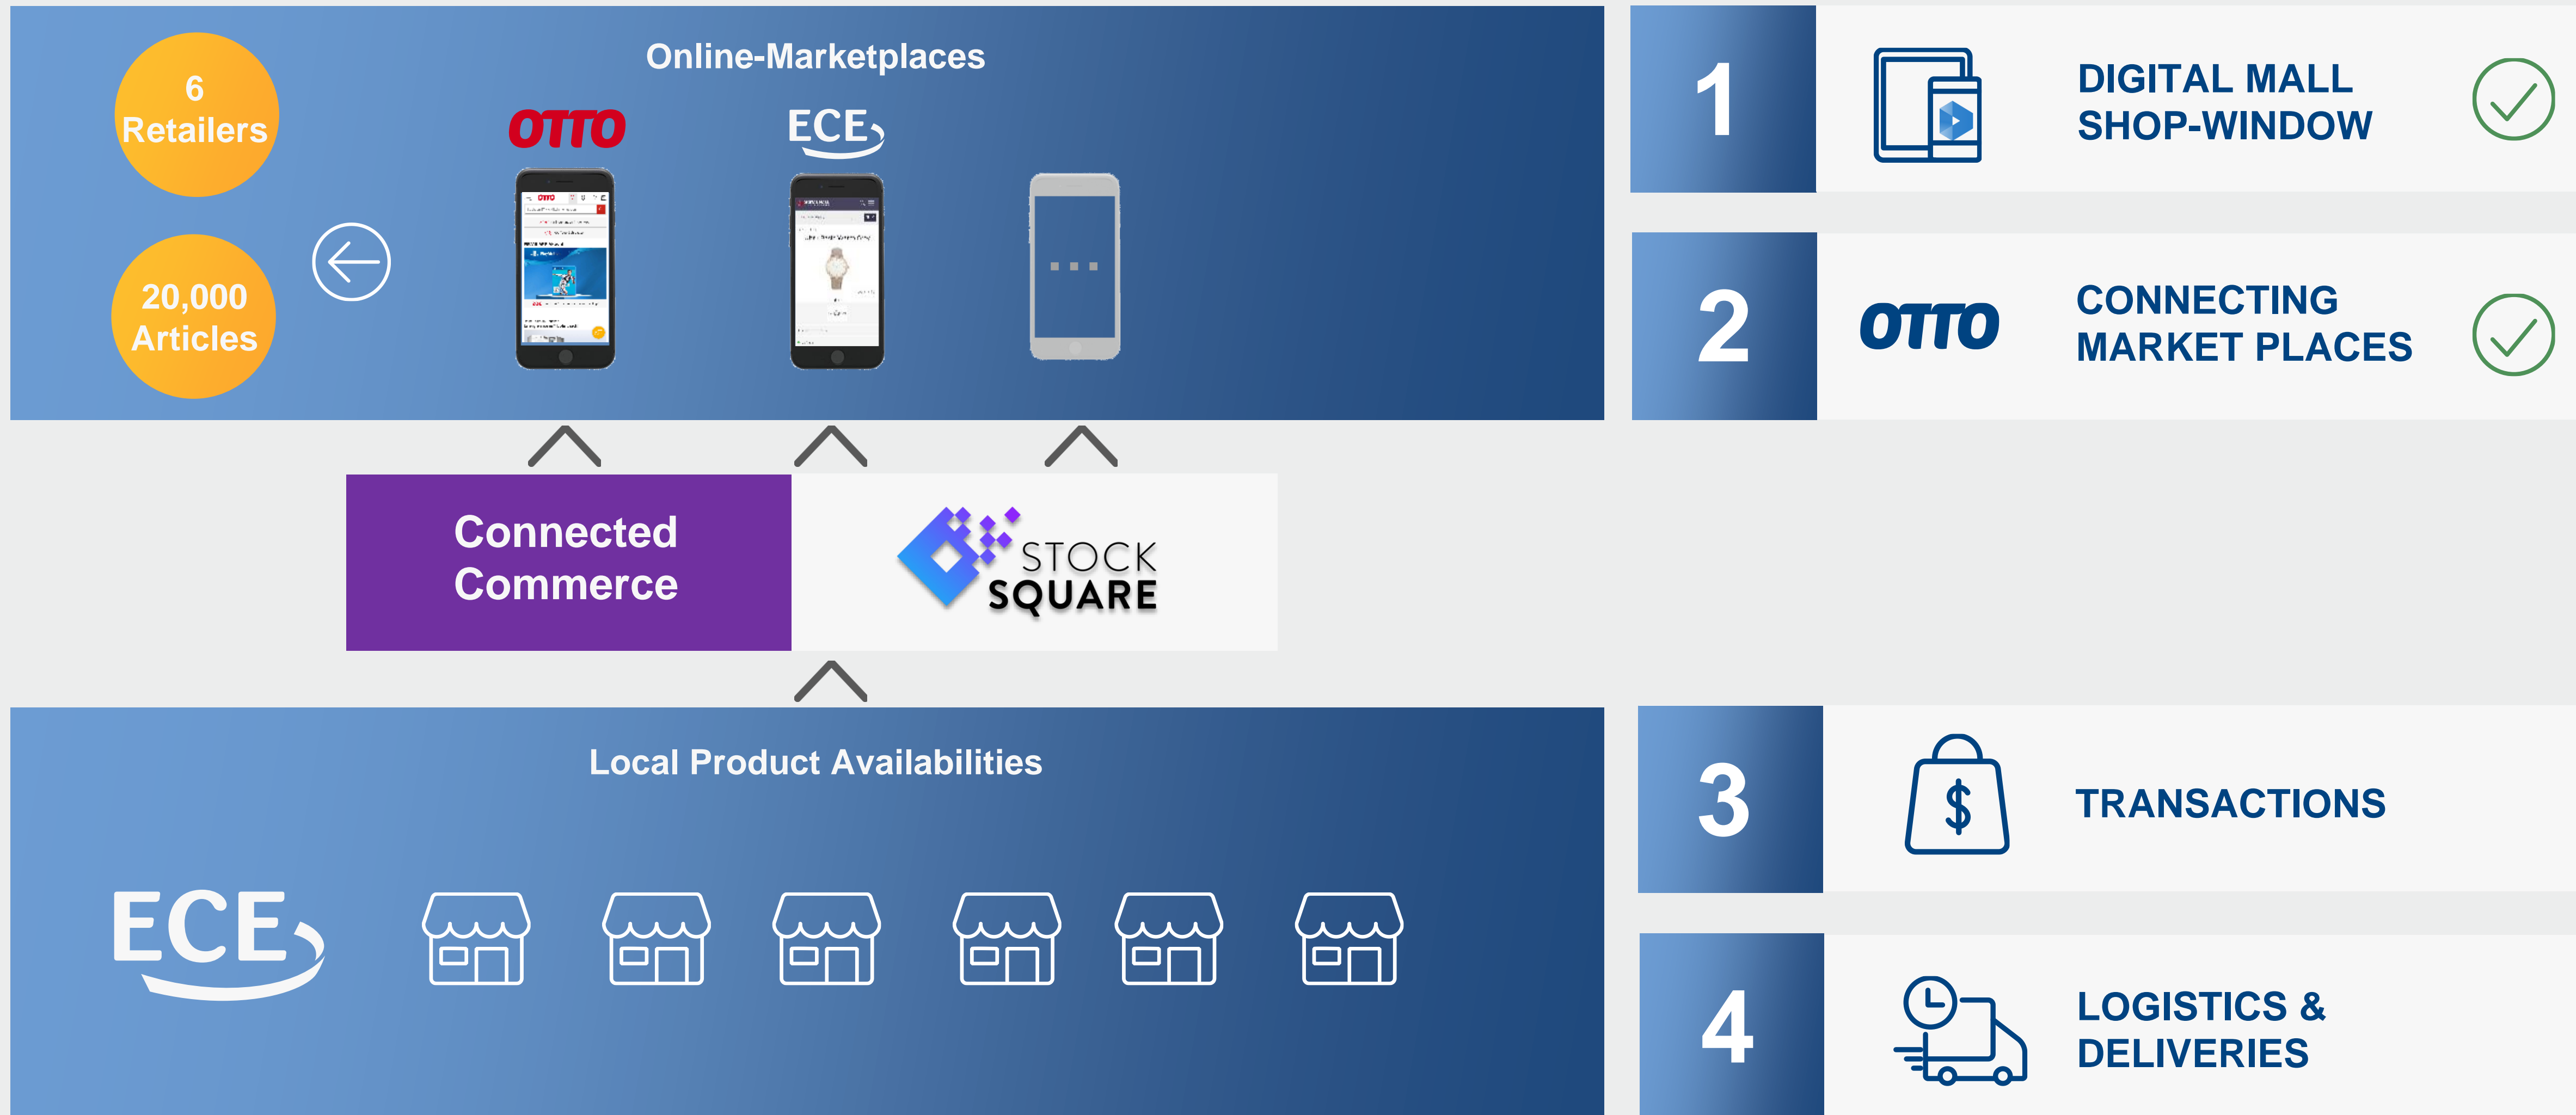 Online-Marketplaces
6
Retailers
20,000
Articles
OTTO
ECE
OTTO
...
Connected
Commerce
STOCK
SQUARE
Local Product Availabilities
ECE
1
DIGITAL MALL
SHOP-WINDOW
2
OTTO
CONNECTING
MARKET PLACES
3
$
TRANSACTIONS
4
LOGISTICS &
DELIVERIES